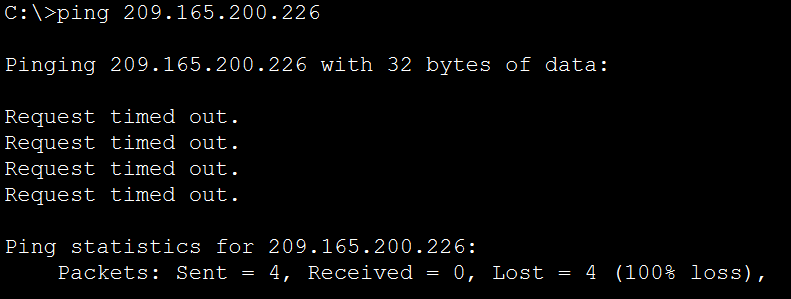 C:\>ping 209.165.200.226
Pinging 209.165.200.226 with 32 bytes of data:
Request timed out.
Request timed out.
Request timed out.
Request timed out.
Ping statistics for 209.165.200.226:
    Packets: Sent = 4, Received = 0, Lost = 4 (100% loss),